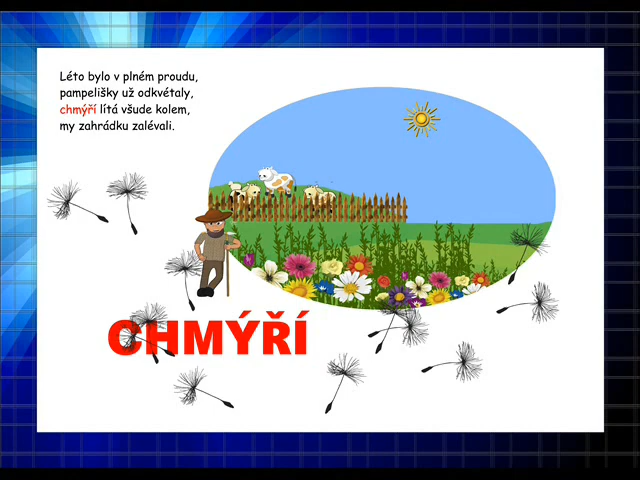 Léto bylo v plném proudu,
pampelišky už odkvétaly,
chmýří lítá všude kolem,
my zahrádku zalévali.
CHMÝŘÍ